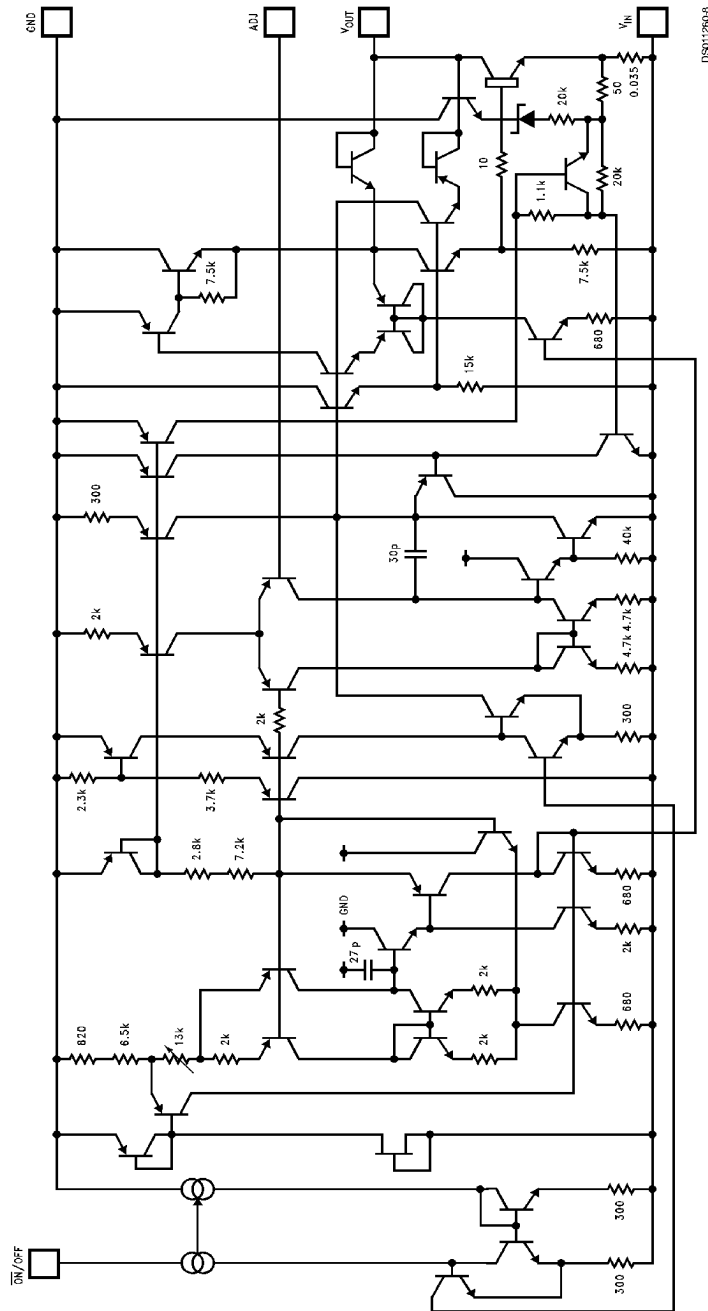 GND
ADJ
VOUT
VIN
DS011260-8
0.035
50
20k
10
20k
1.1k
7.5k
7.5k
680
15k
300
40k
30p
2k
4.7k
4.7k
2k
300
2.3k
3.7k
2.8k
7.2k
GND
680
27p
2k
2k
820
6.5k
13k
2k
2k
680
300
300
ON/OFF